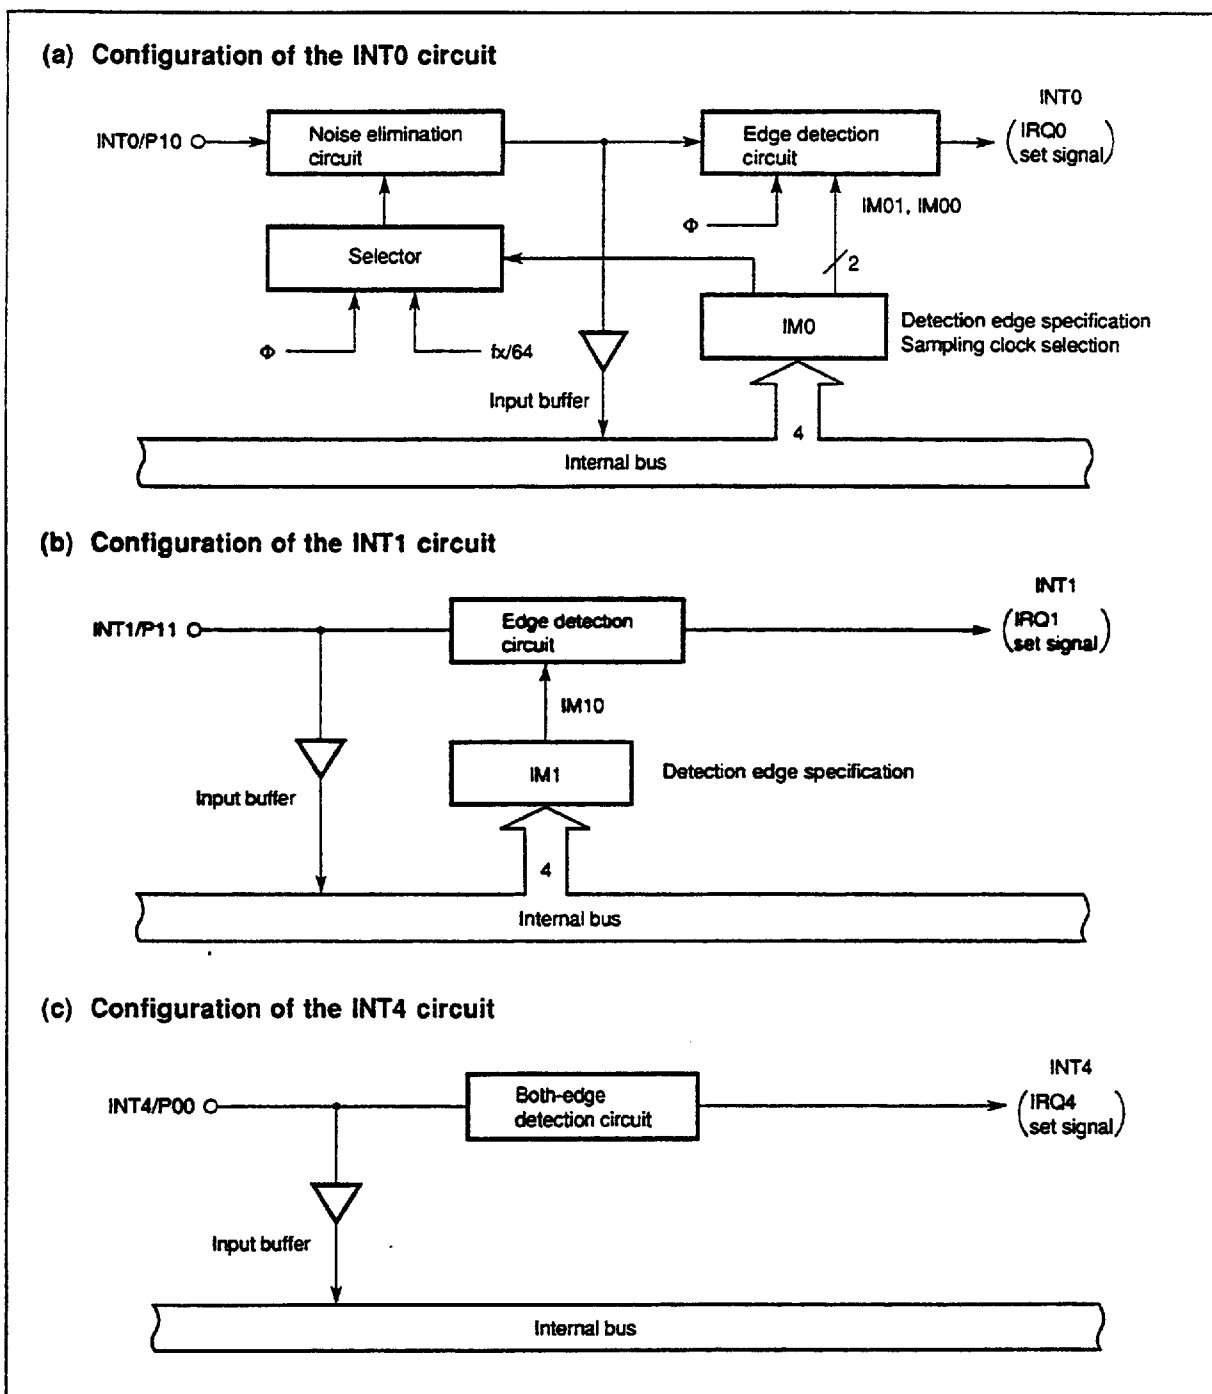 (a) Configuration of the INT0 circuit
INT0/P10
Noise elimination
circuit
Edge detection
circuit
INT0
(IRQ0
set signal)
IM01, IM00
Φ
Selector
2
IM0
Detection edge specification
Sampling clock selection
Φ
fx/64
Input buffer
4
Internal bus
(b) Configuration of the INT1 circuit
INT1/P11
Edge detection
circuit
INT1
(IRQ1
set signal)
IM10
IM1
Detection edge specification
Input buffer
4
Internal bus
(c) Configuration of the INT4 circuit
INT4/P00
Both-edge
detection circuit
INT4
(IRQ4
set signal)
Input buffer
Internal bus